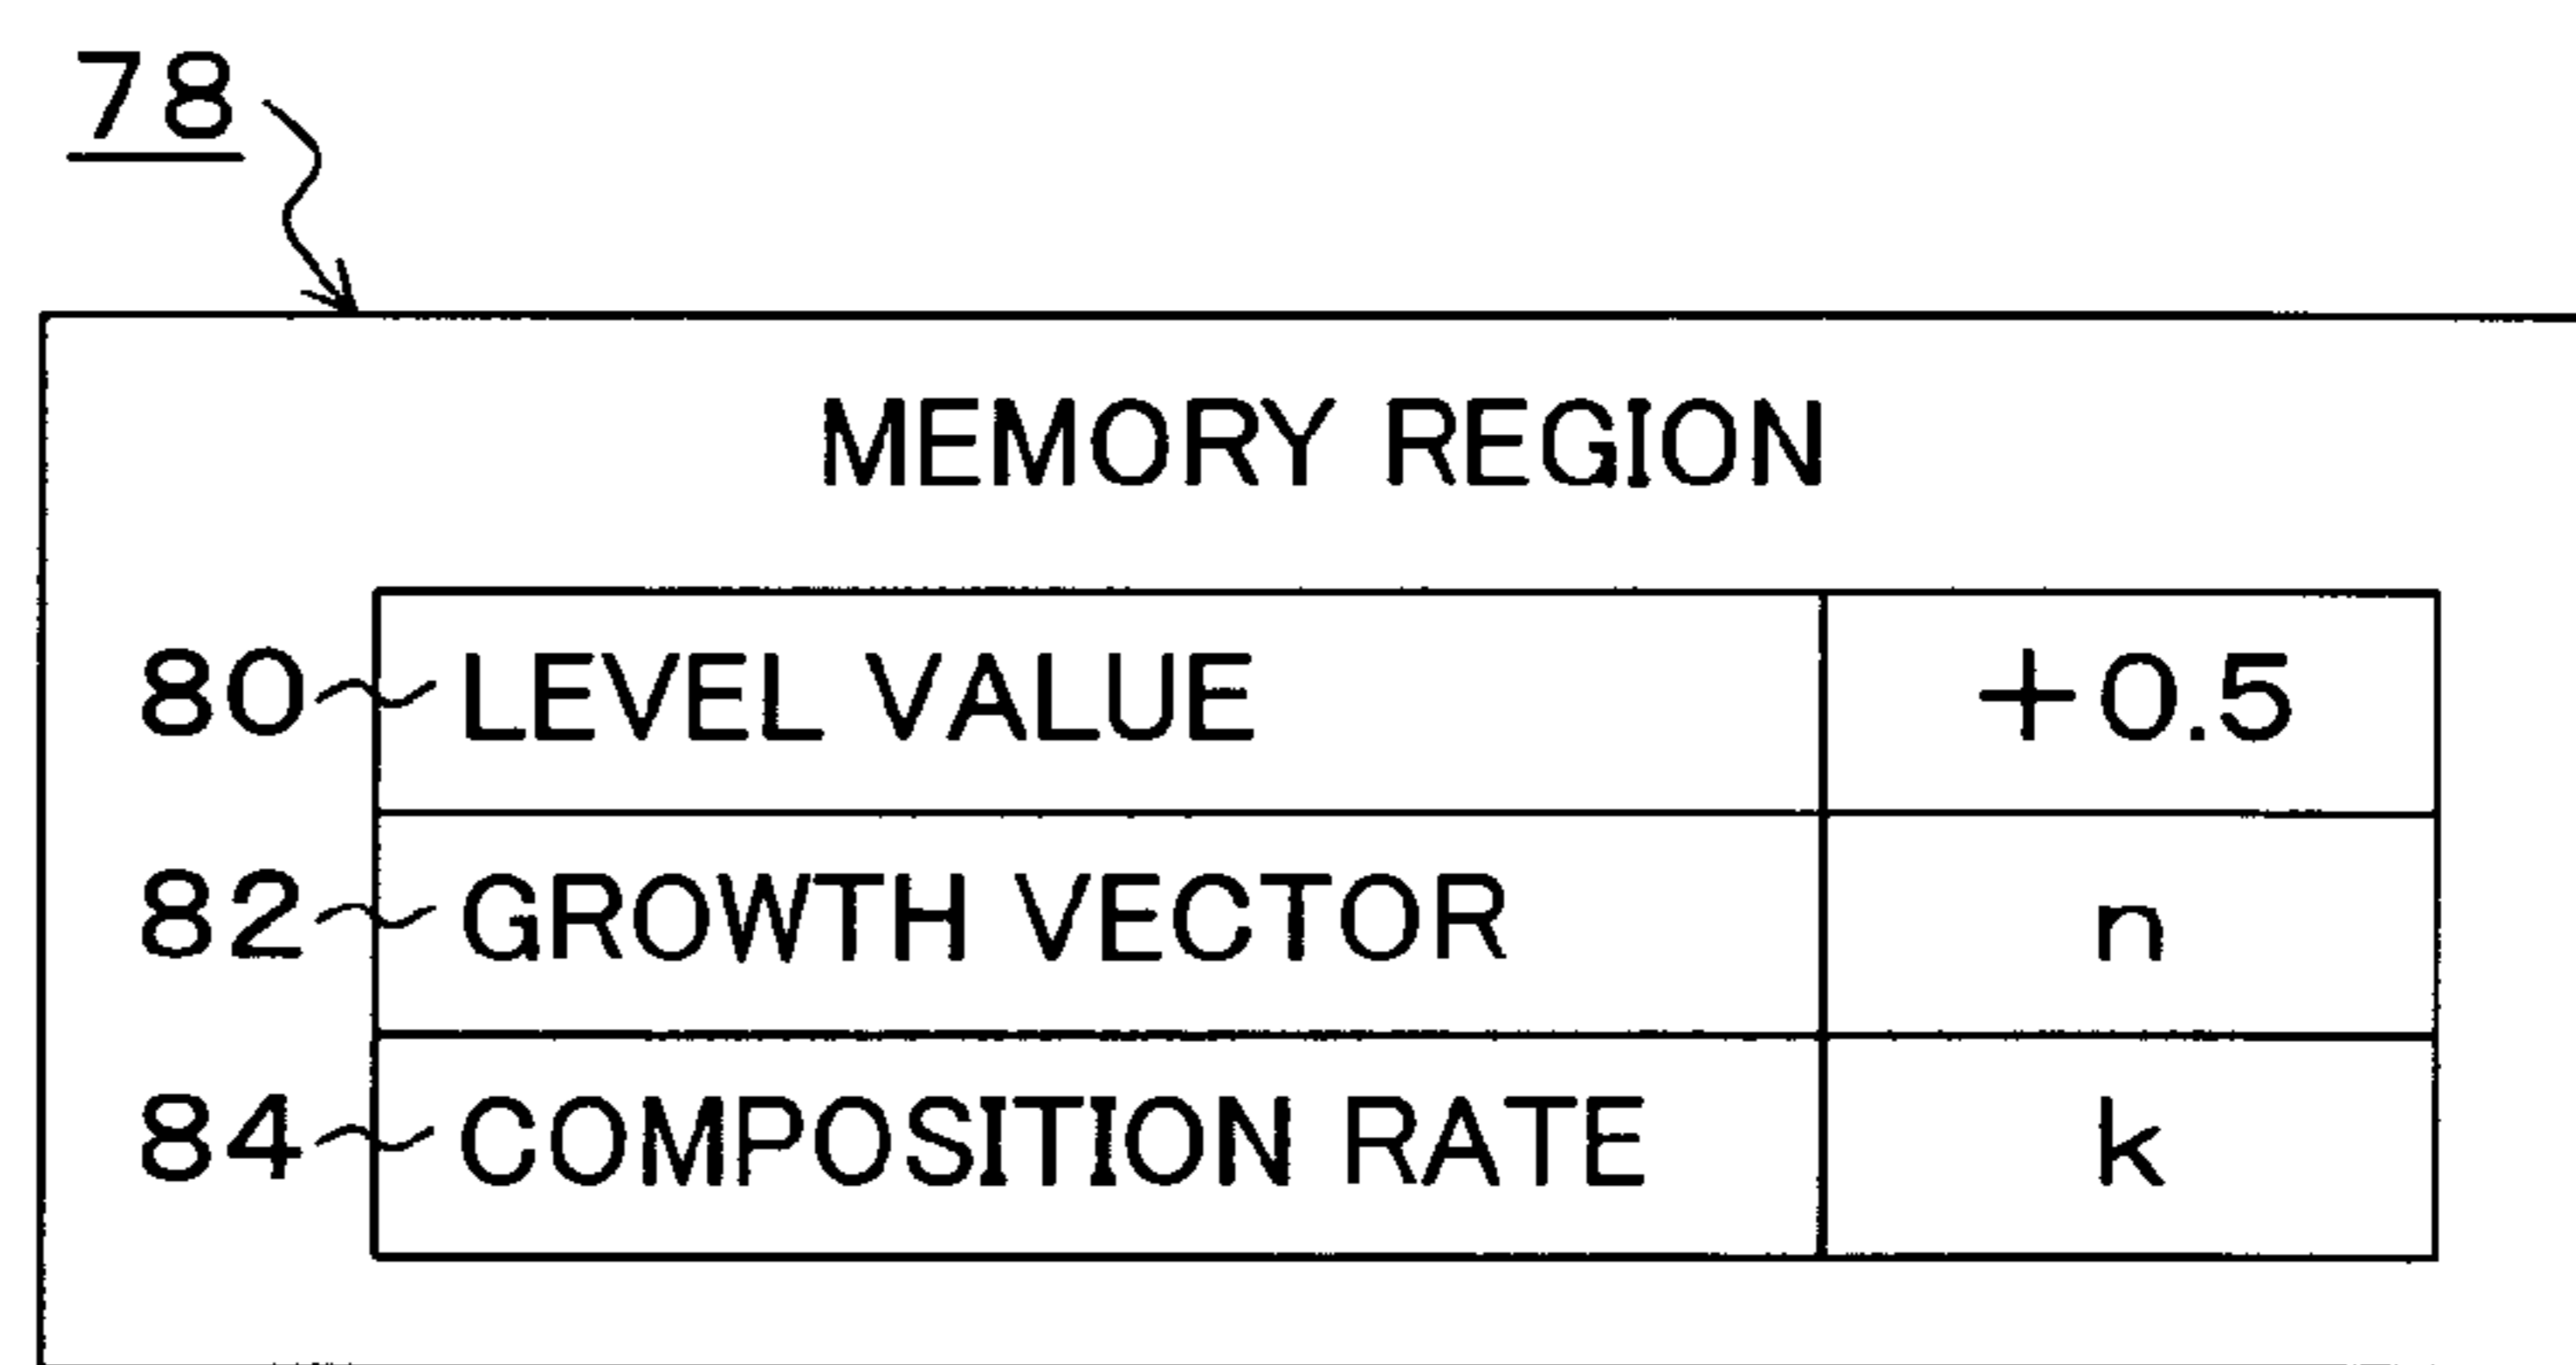 78
MEMORY REGION
80 LEVEL VALUE +0.5
82 GROWTH VECTOR n
84 COMPOSITION RATE k